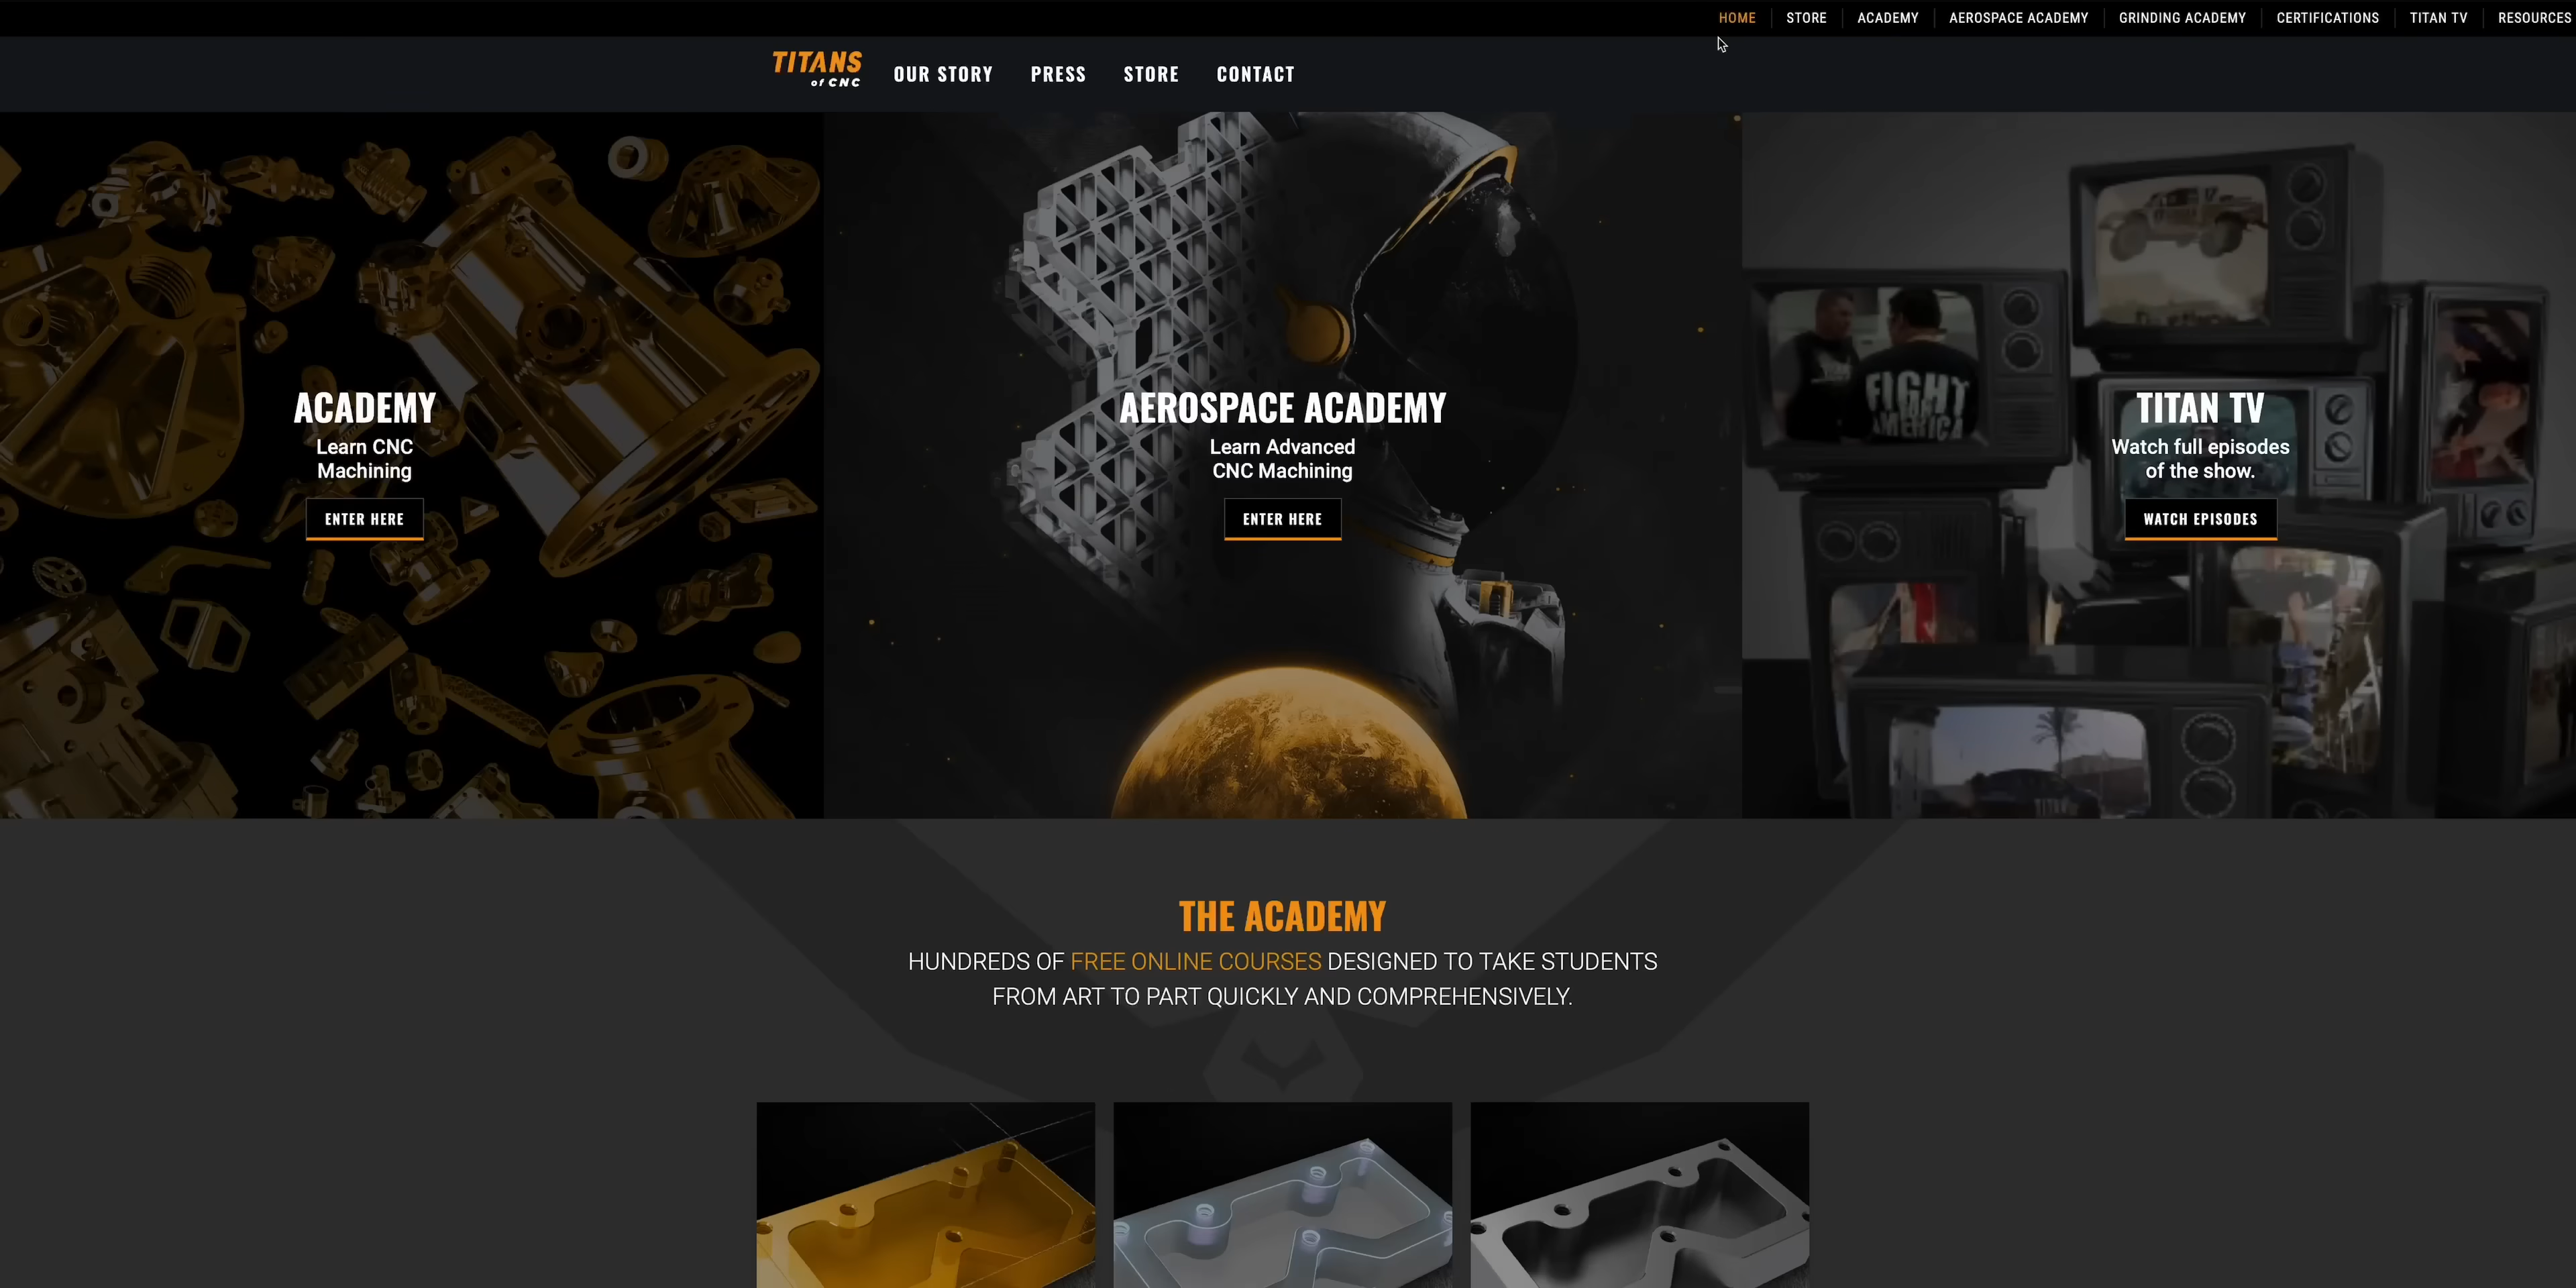 HOME STORE ACADEMY AEROSPACE ACADEMY GRINDING ACADEMY CERTIFICATIONS TITAN TV RESOURCES
TITANS
of CNC
OUR STORY PRESS STORE CONTACT
ACADEMY
Learn CNC
Machining
ENTER HERE
AEROSPACE ACADEMY
Learn Advanced
CNC Machining
ENTER HERE
FIGHT
AMERICA
TITAN TV
Watch full episodes
of the show.
WATCH EPISODES
THE ACADEMY
HUNDREDS OF FREE ONLINE COURSES DESIGNED TO TAKE STUDENTS
FROM ART TO PART QUICKLY AND COMPREHENSIVELY.